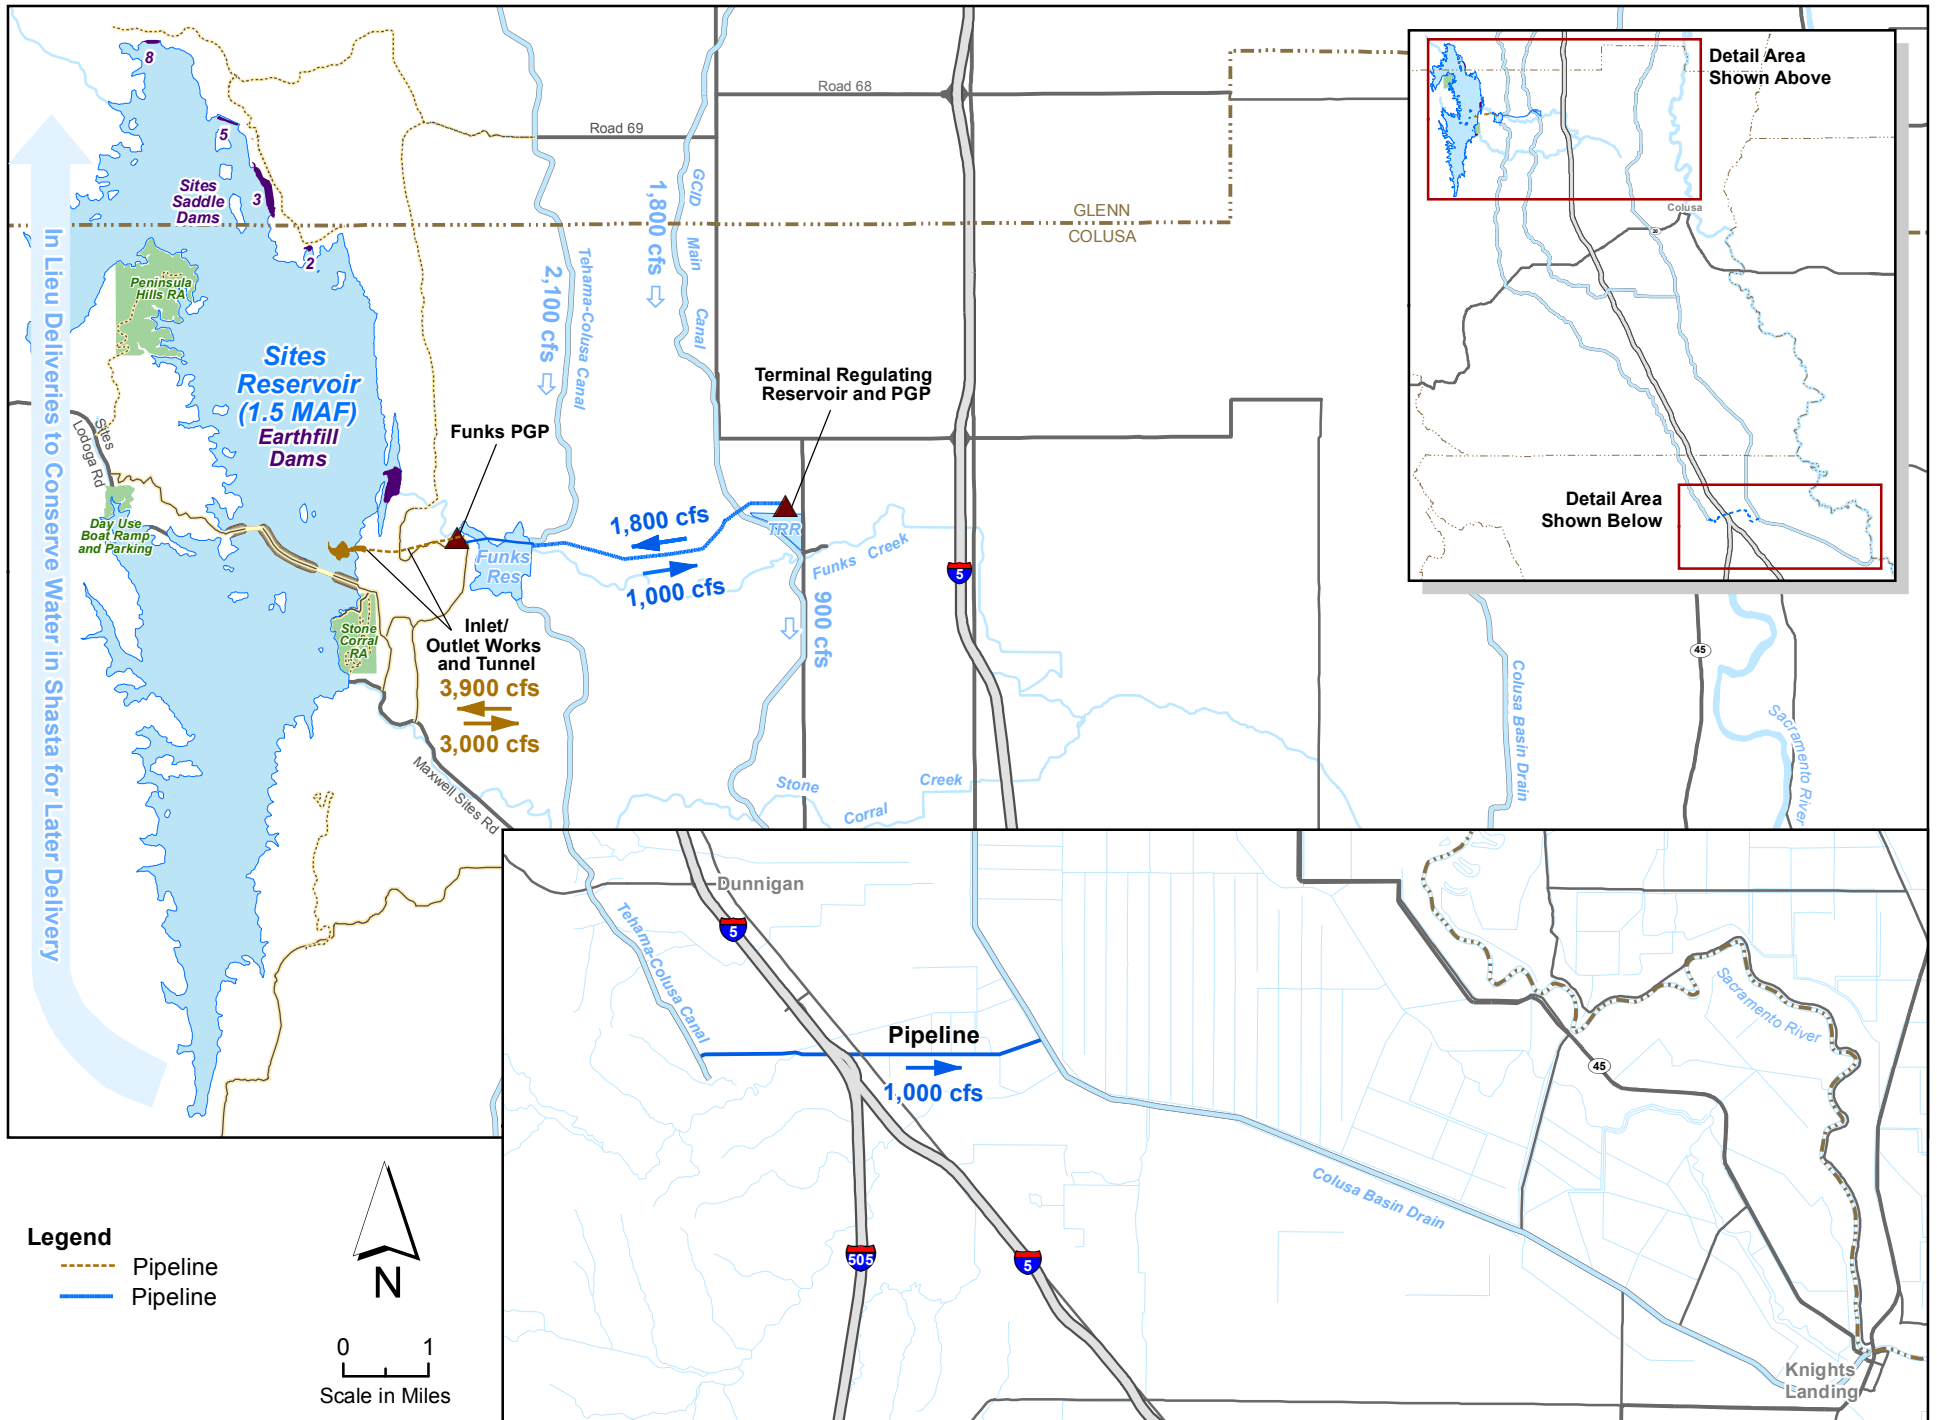 8
5
Sites
Saddle
Dams
3
2
Peninsula
Hills RA
In Lieu Deliveries to Conserve Water in Shasta for Later Delivery
Sites
Reservoir
(1.5 MAF)
Earthfill
Dams
Sites
Lodoga Rd
Day Use
Boat Ramp
and Parking
Funks PGP
Funks
Res
Stone
Corral
RA
Inlet/
Outlet Works
and Tunnel
3,900 cfs
3,000 cfs
Maxwell Sites Rd
Road 68
Road 69
GLENN
COLUSA
2,100 cfs
Tehama-Colusa Canal
1,800 cfs
GCID Main Canal
Terminal Regulating
Reservoir and PGP
1,800 cfs
1,000 cfs
TRR
Funks Creek
900 cfs
5
Stone Corral Creek
Colusa Basin Drain
45
Sacramento River
Detail Area
Shown Above
Colusa
20
Detail Area
Shown Below
Dunnigan
5
Tehama-Colusa Canal
Pipeline
1,000 cfs
505
5
Colusa Basin Drain
Sacramento River
45
Knights
Landing
Legend
Pipeline
Pipeline
N
0 1
Scale in Miles